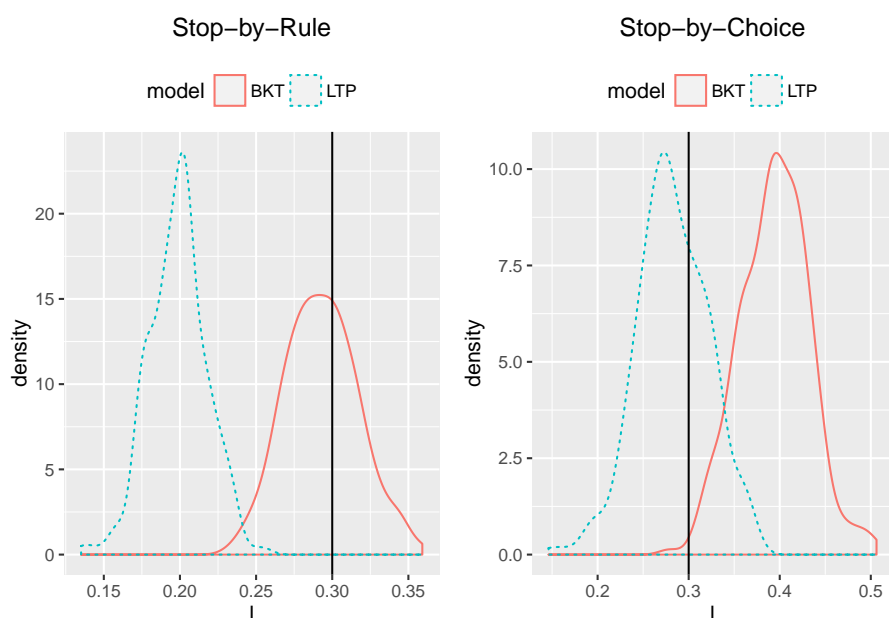 Stop−by−Rule
model BKT LTP
20
15
10
5
0
density
0.15 0.20 0.25 0.30 0.35
l
Stop−by−Choice
model BKT LTP
10.0
7.5
5.0
2.5
0.0
density
0.2 0.3 0.4 0.5
l